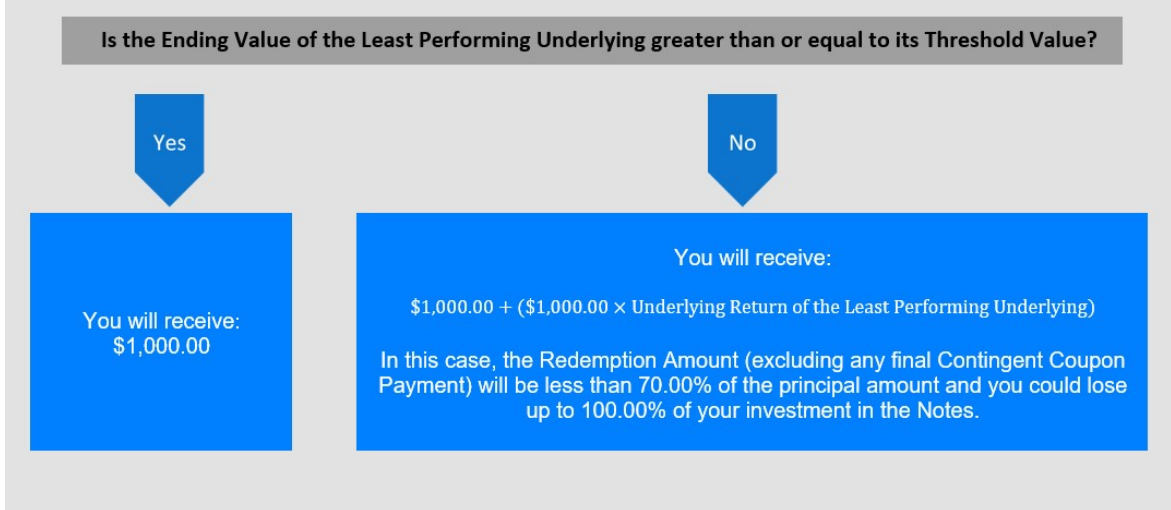 Is the Ending Value of the Least Performing Underlying greater than or equal to its Threshold Value?
Yes
No
You will receive:
$1,000.00
You will receive:
$1,000.00 + ($1,000.00 × Underlying Return of the Least Performing Underlying)
In this case, the Redemption Amount (excluding any final Contingent Coupon
Payment) will be less than 70.00% of the principal amount and you could lose
up to 100.00% of your investment in the Notes.